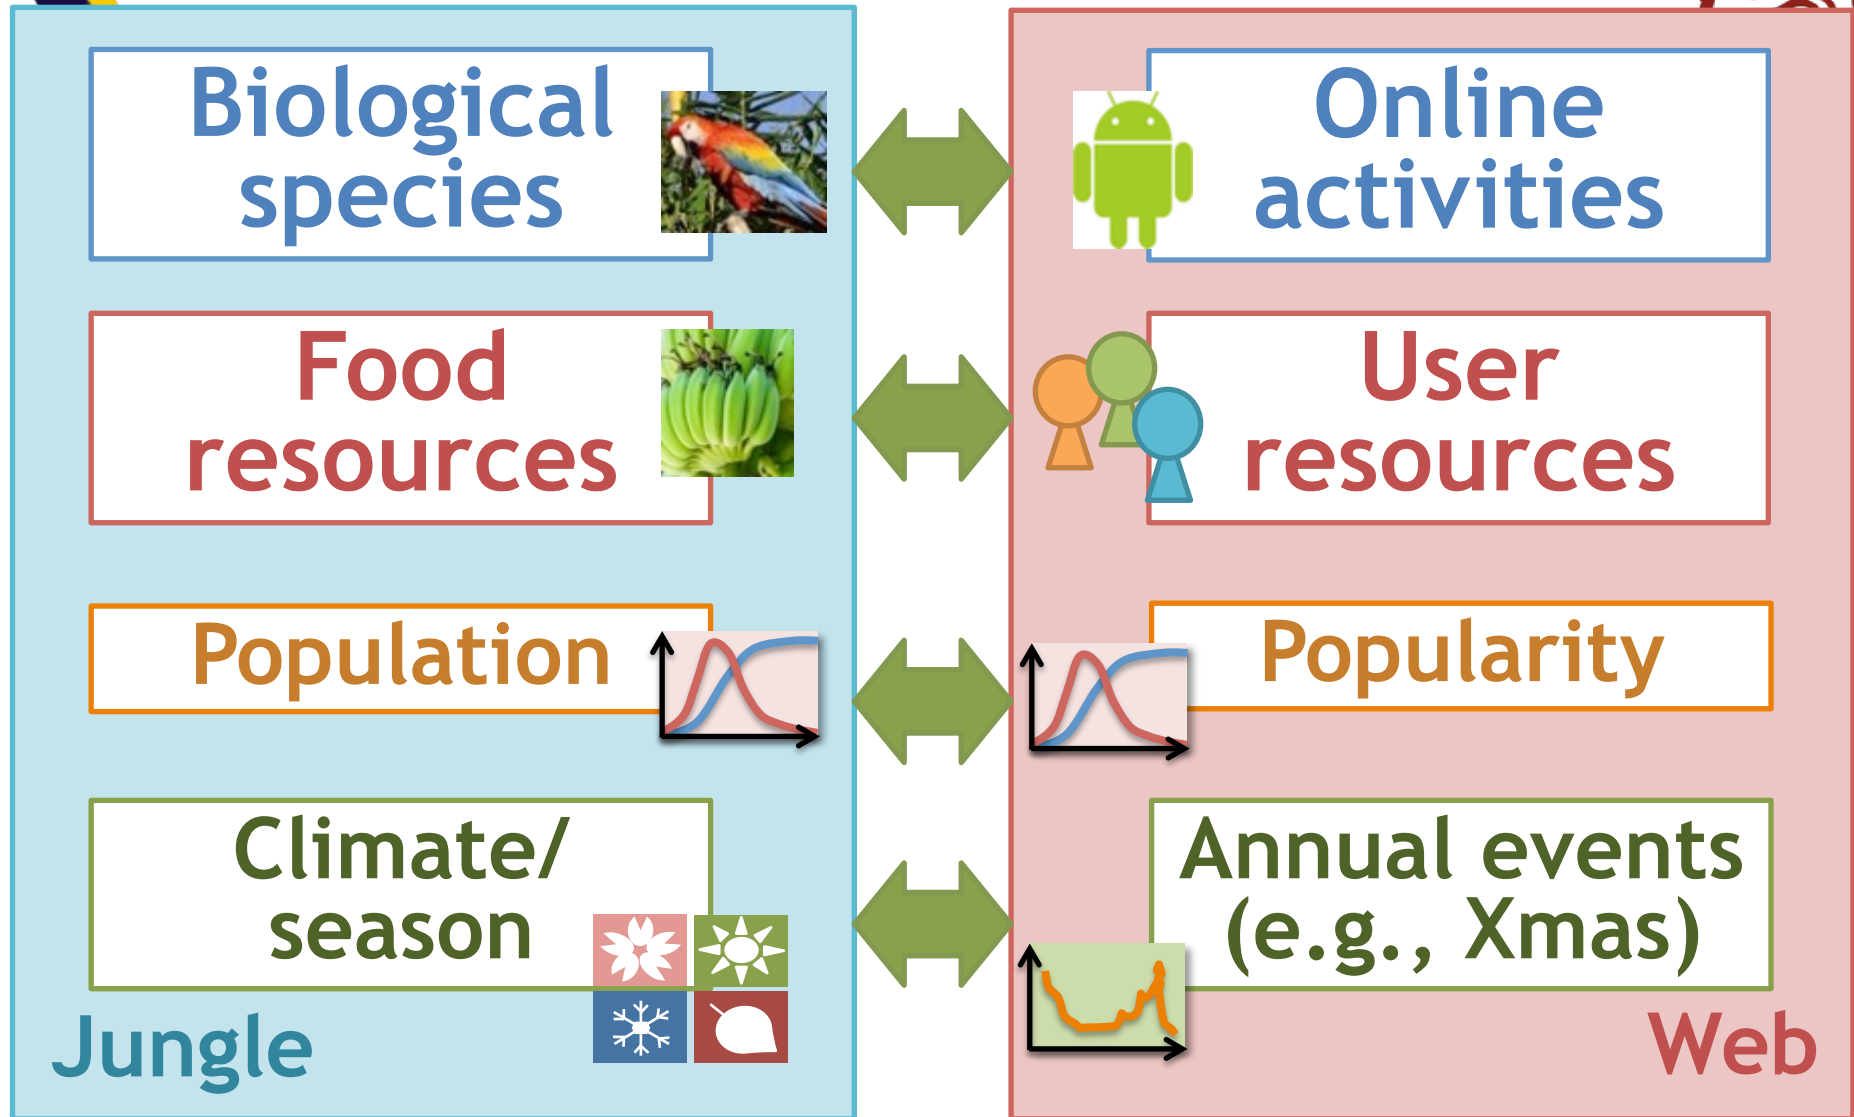 Biological
species
Online
activities
Food
resources
User
resources
Population
Popularity
Climate/
season
Annual events
(e.g., Xmas)
Jungle
Web